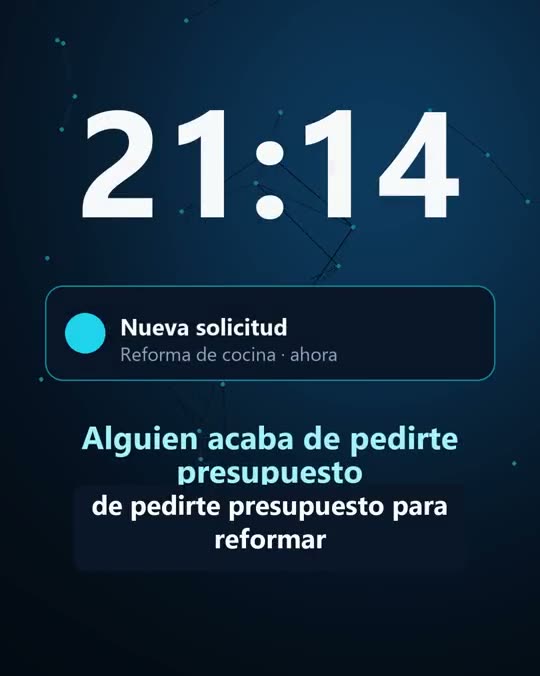 21:14
Nueva solicitud
Reforma de cocina · ahora
Alguien acaba de pedirte
presupuesto
de pedirte presupuesto para
reformar